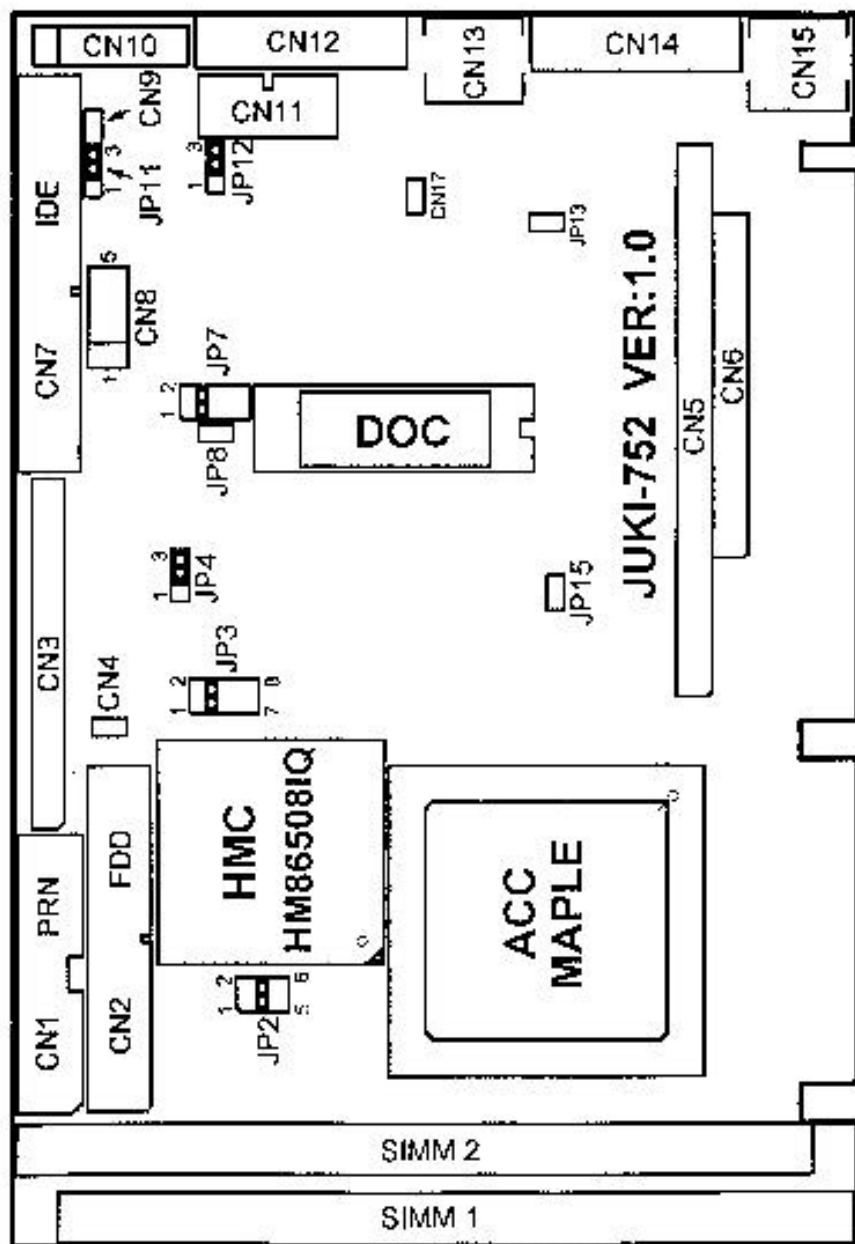 CN10
CN12
CN13
CN14
CN15
CN9
CN11
IDE
3
1
JP11
3
1
JP12
CN17
JP13
CN7
5
1
CN8
1 2
JP7
JP8
DOC
JUKI-752 VER:1.0
CN5
CN6
1
3
JP4
JP15
CN3
CN4
1 2
JP3
7 8
HMC
HM86508IQ
ACC
MAPLE
PRN
CN1
FDD
CN2
1 2
JP2
5 6
SIMM 2
SIMM 1